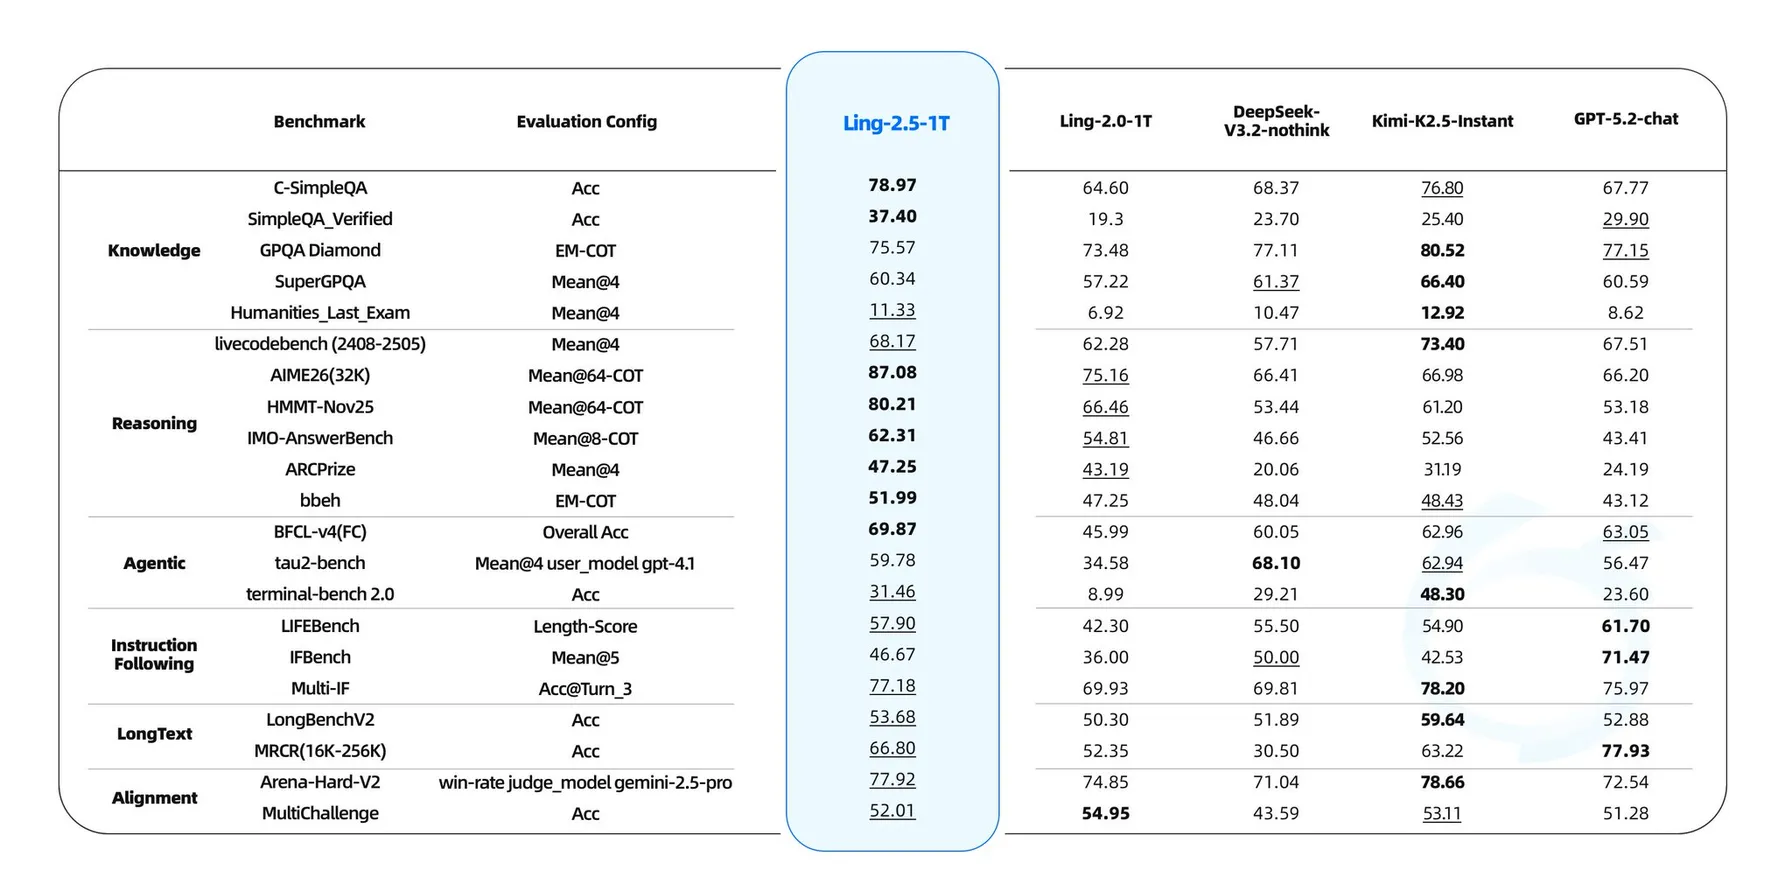 Benchmark Evaluation Config Ling-2.5-1T Ling-2.0-1T DeepSeek-V3.2-nothink Kimi-K2.5-Instant GPT-5.2-chat
Knowledge
C-SimpleQA Acc 78.97 64.60 68.37 76.80 67.77
SimpleQA_Verified Acc 37.40 19.3 23.70 25.40 29.90
GPQA Diamond EM-COT 75.57 73.48 77.11 80.52 77.15
SuperGPQA Mean@4 60.34 57.22 61.37 66.40 60.59
Humanities_Last_Exam Mean@4 11.33 6.92 10.47 12.92 8.62
Reasoning
livecodebench (2408-2505) Mean@4 68.17 62.28 57.71 73.40 67.51
AIME26(32K) Mean@64-COT 87.08 75.16 66.41 66.98 66.20
HMMT-Nov25 Mean@64-COT 80.21 66.46 53.44 61.20 53.18
IMO-AnswerBench Mean@8-COT 62.31 54.81 46.66 52.56 43.41
ARCPrize Mean@4 47.25 43.19 20.06 31.19 24.19
bbeh EM-COT 51.99 47.25 48.04 48.43 43.12
Agentic
BFCL-v4(FC) Overall Acc 69.87 45.99 60.05 62.96 63.05
tau2-bench Mean@4 user_model gpt-4.1 59.78 34.58 68.10 62.94 56.47
terminal-bench 2.0 Acc 31.46 8.99 29.21 48.30 23.60
Instruction Following
LIFEBench Length-Score 57.90 42.30 55.50 54.90 61.70
IFBench Mean@5 46.67 36.00 50.00 42.53 71.47
Multi-IF Acc@Turn_3 77.18 69.93 69.81 78.20 75.97
LongText
LongBenchV2 Acc 53.68 50.30 51.89 59.64 52.88
MRCR(16K-256K) Acc 66.80 52.35 30.50 63.22 77.93
Alignment
Arena-Hard-V2 win-rate judge_model gemini-2.5-pro 77.92 74.85 71.04 78.66 72.54
MultiChallenge Acc 52.01 54.95 43.59 53.11 51.28